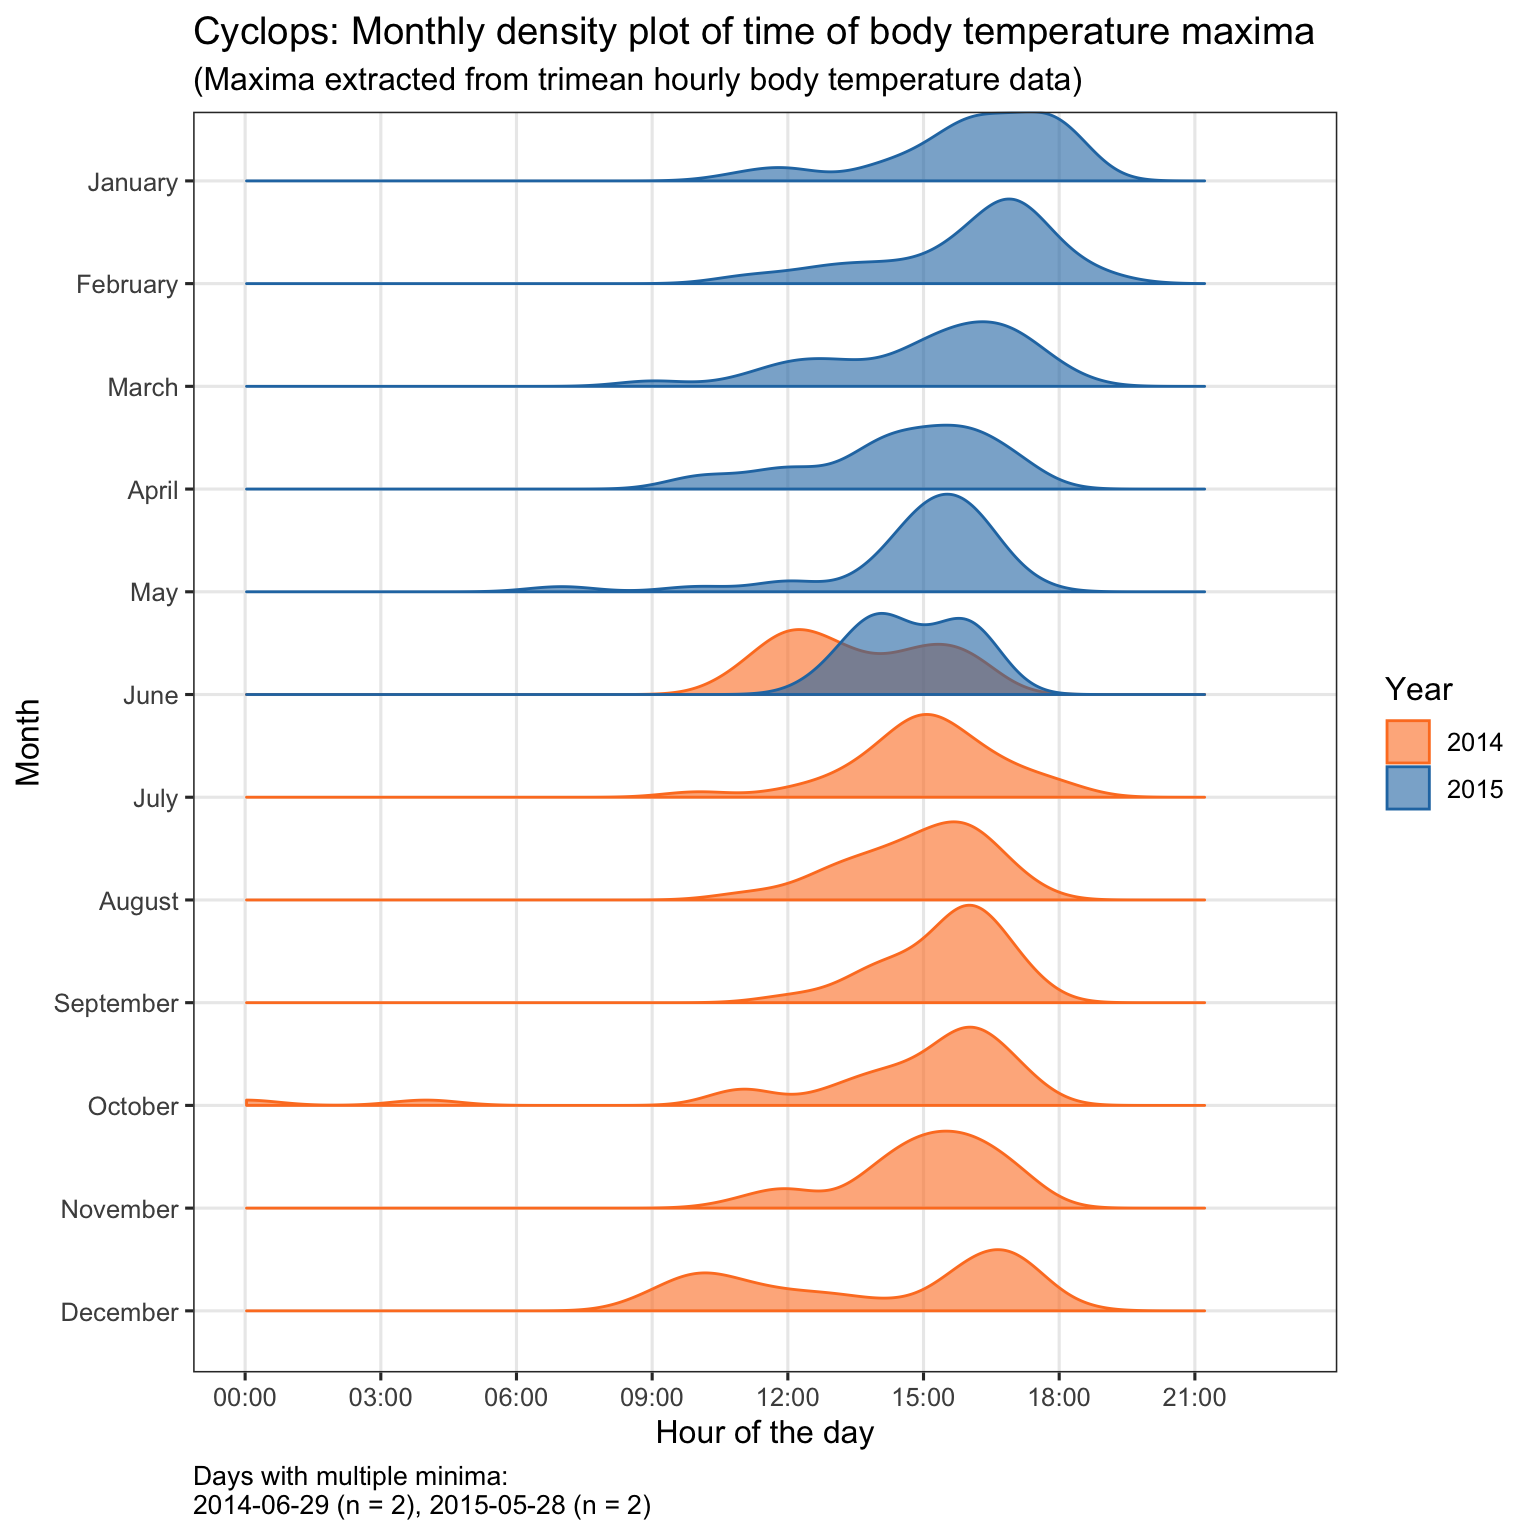 Cyclops: Monthly density plot of time of body temperature maxima
(Maxima extracted from trimean hourly body temperature data)
January
February
March
April
May
June
July
August
September
October
November
December
Month
00:00 03:00 06:00 09:00 12:00 15:00 18:00 21:00
Hour of the day
Year
2014
2015
Days with multiple minima:
2014-06-29 (n = 2), 2015-05-28 (n = 2)